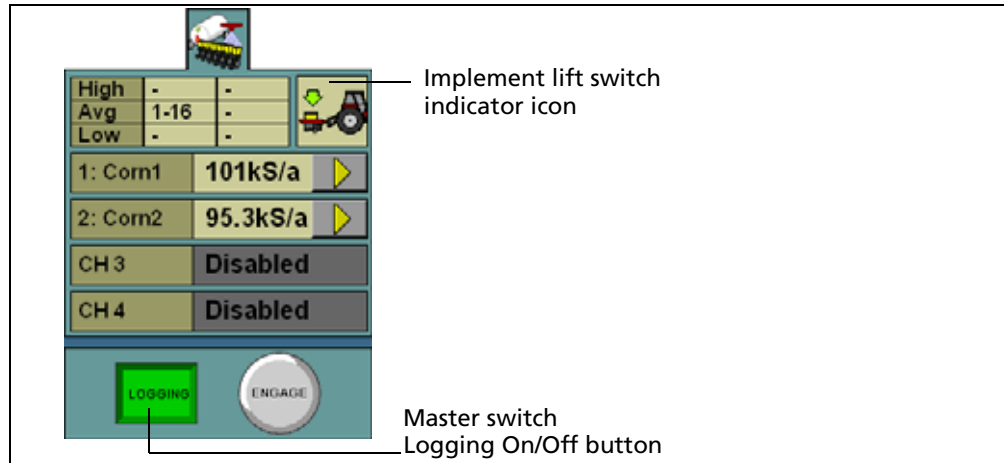 High - -
Avg 1-16 -
Low - -
Implement lift switch
indicator icon
1: Corn1 101kS/a
2: Corn2 95.3kS/a
CH 3 Disabled
CH 4 Disabled
LOGGING ENGAGE
Master switch
Logging On/Off button